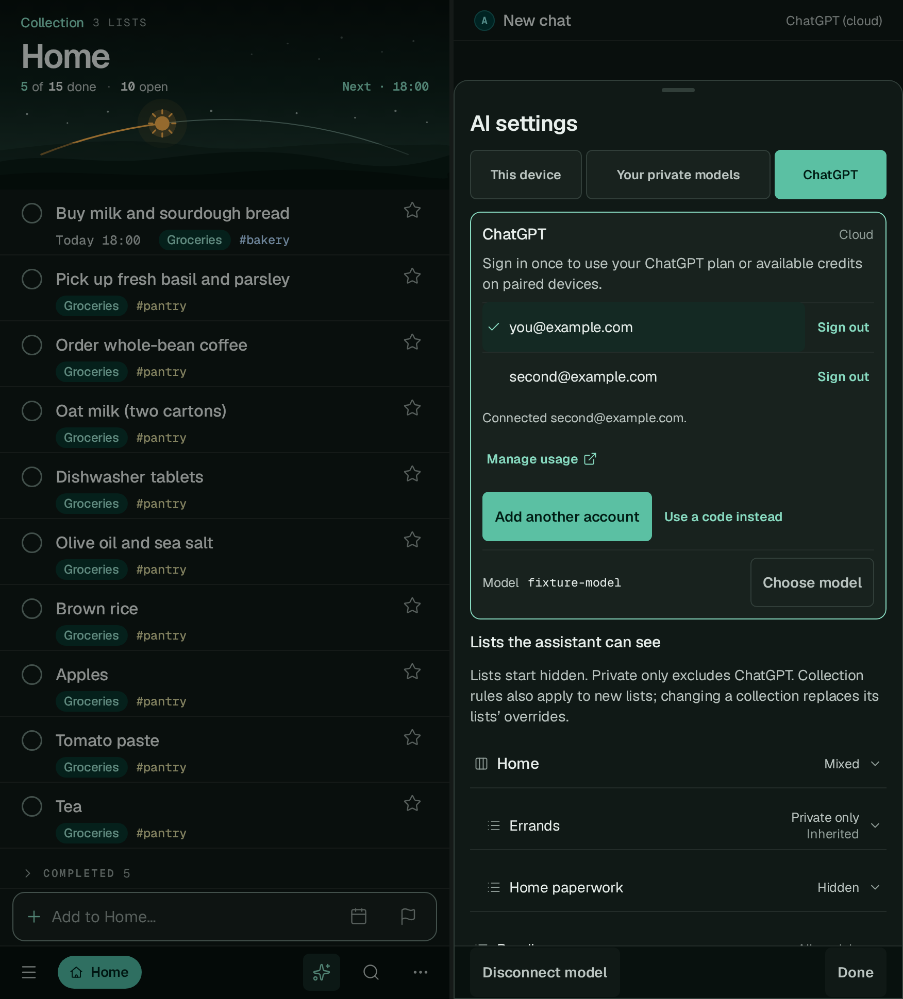 Collection 3 LISTS
Home
5 of 15 done · 10 open
Next · 18:00
Buy milk and sourdough bread
Today 18:00 Groceries #bakery
Pick up fresh basil and parsley
Groceries #pantry
Order whole-bean coffee
Groceries #pantry
Oat milk (two cartons)
Groceries #pantry
Dishwasher tablets
Groceries #pantry
Olive oil and sea salt
Groceries #pantry
Brown rice
Groceries #pantry
Apples
Groceries #pantry
Tomato paste
Groceries #pantry
Tea
Groceries #pantry
COMPLETED 5
Add to Home...
Home
A New chat
ChatGPT (cloud)
AI settings
This device
Your private models
ChatGPT
ChatGPT
Cloud
Sign in once to use your ChatGPT plan or available credits
on paired devices.
you@example.com Sign out
second@example.com Sign out
Connected second@example.com.
Manage usage
Add another account
Use a code instead
Model fixture-model
Choose model
Lists the assistant can see
Lists start hidden. Private only excludes ChatGPT. Collection
rules also apply to new lists; changing a collection replaces its
lists’ overrides.
Home Mixed
Errands Private only
Inherited
Home paperwork Hidden
Disconnect model
Done